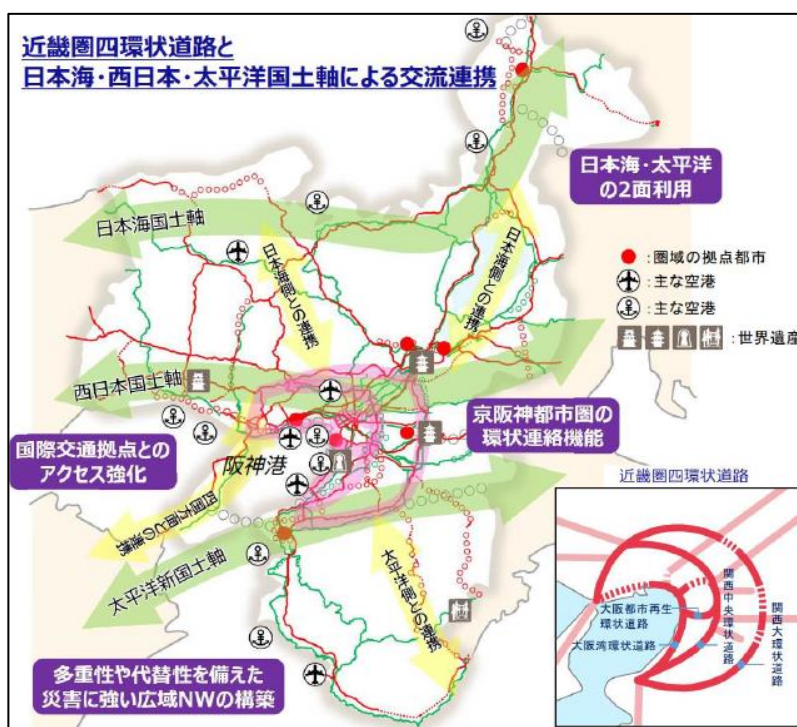 近畿圏四環状道路と
日本海・西日本・太平洋国土軸による交流連携
日本海・太平洋
の2面利用
日本海国土軸
日本海側との連携
日本海側との連携
:圏域の拠点都市
:主な空港
:主な空港
:世界遺産
西日本国土軸
京阪神都市圏の
環状連絡機能
国際交通拠点との
アクセス強化
阪神港
四国方面との連携
太平洋新国土軸
太平洋側との連携
多重性や代替性を備えた
災害に強い広域NWの構築
近畿圏四環状道路
大阪都市再生
環状道路
大阪湾環状道路
関西中央環状道路
関西大環状道路